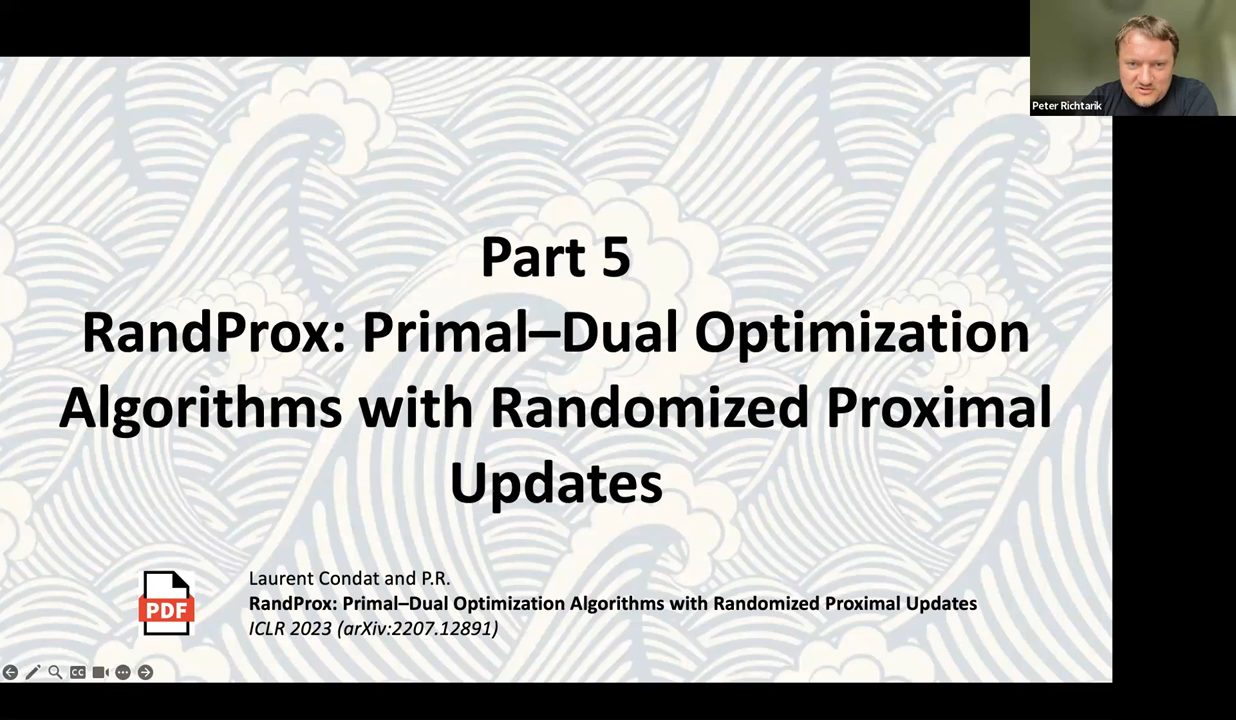 Peter Richtarik
Part 5
RandProx: Primal–Dual Optimization
Algorithms with Randomized Proximal
Updates
PDF
Laurent Condat and P.R.
RandProx: Primal–Dual Optimization Algorithms with Randomized Proximal Updates
ICLR 2023 (arXiv:2207.12891)
CC